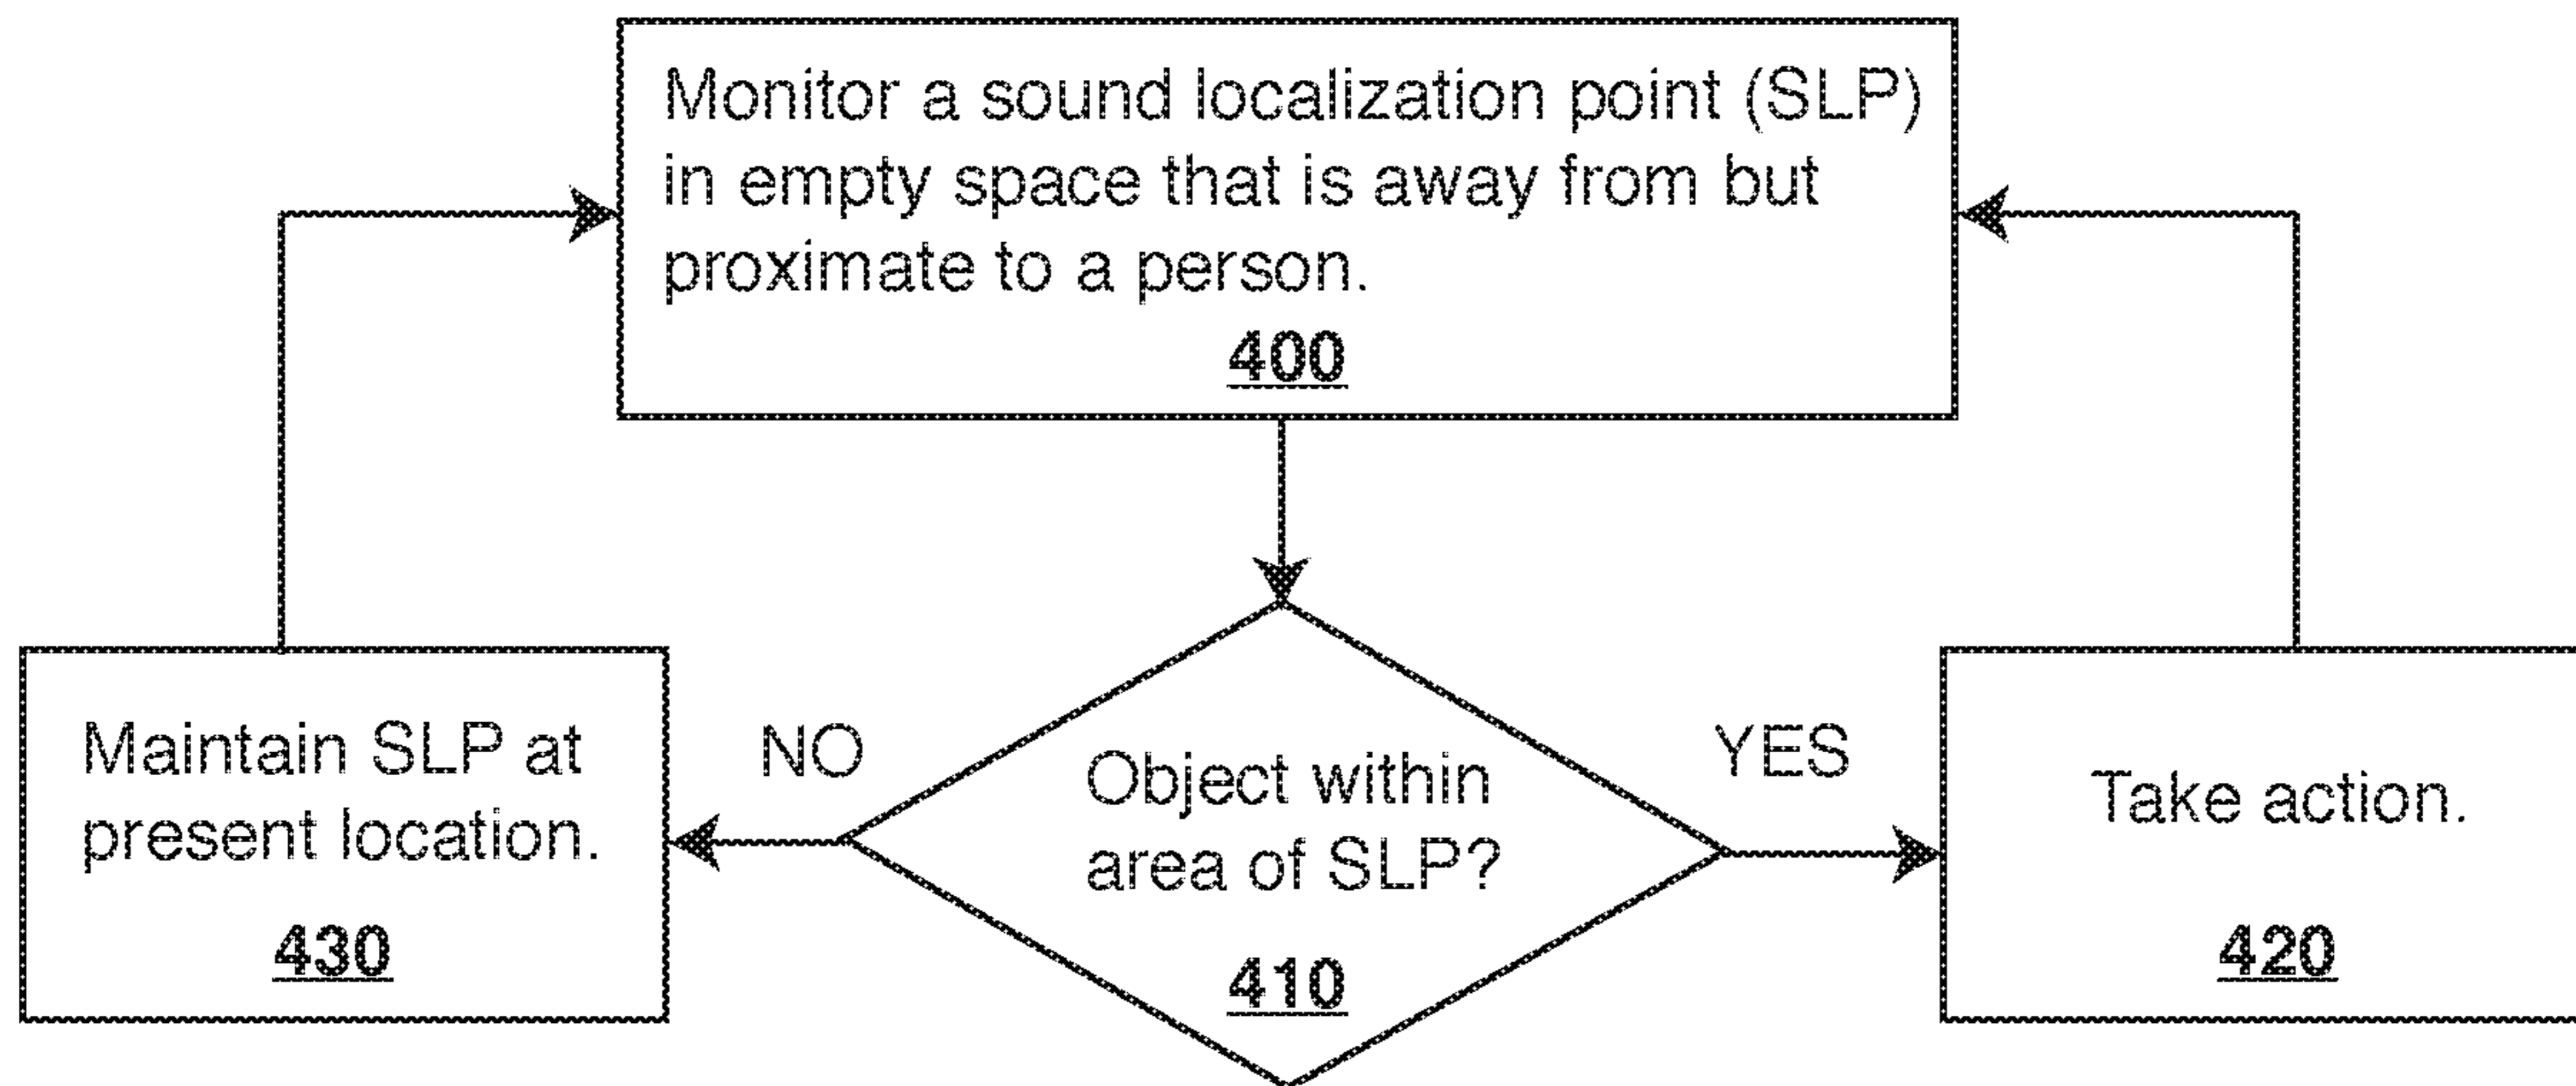 Monitor a sound localization point (SLP)
in empty space that is away from but
proximate to a person.
400
Maintain SLP at
present location.
430
NO
Object within
area of SLP?
410
YES
Take action.
420